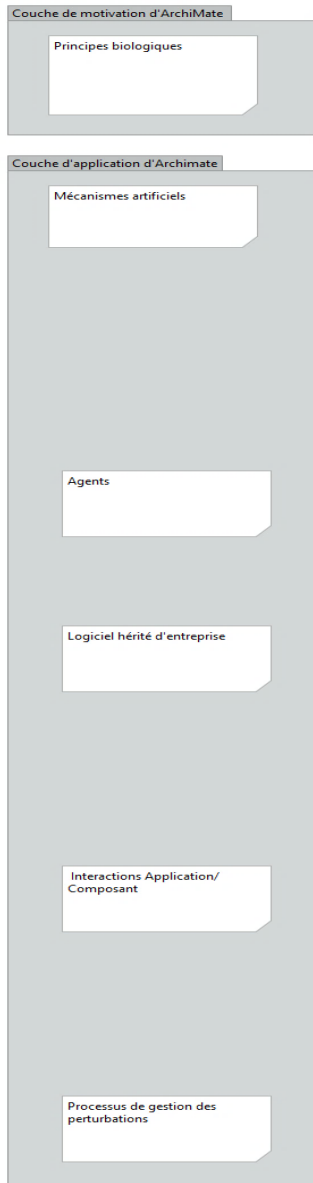 Couche de motivation d'ArchiMate
Principes biologiques
Couche d'application d'Archimate
Mécanismes artificiels
Agents
Logiciel hérité d'entreprise
Interactions Application/
Composant
Processus de gestion des
perturbations